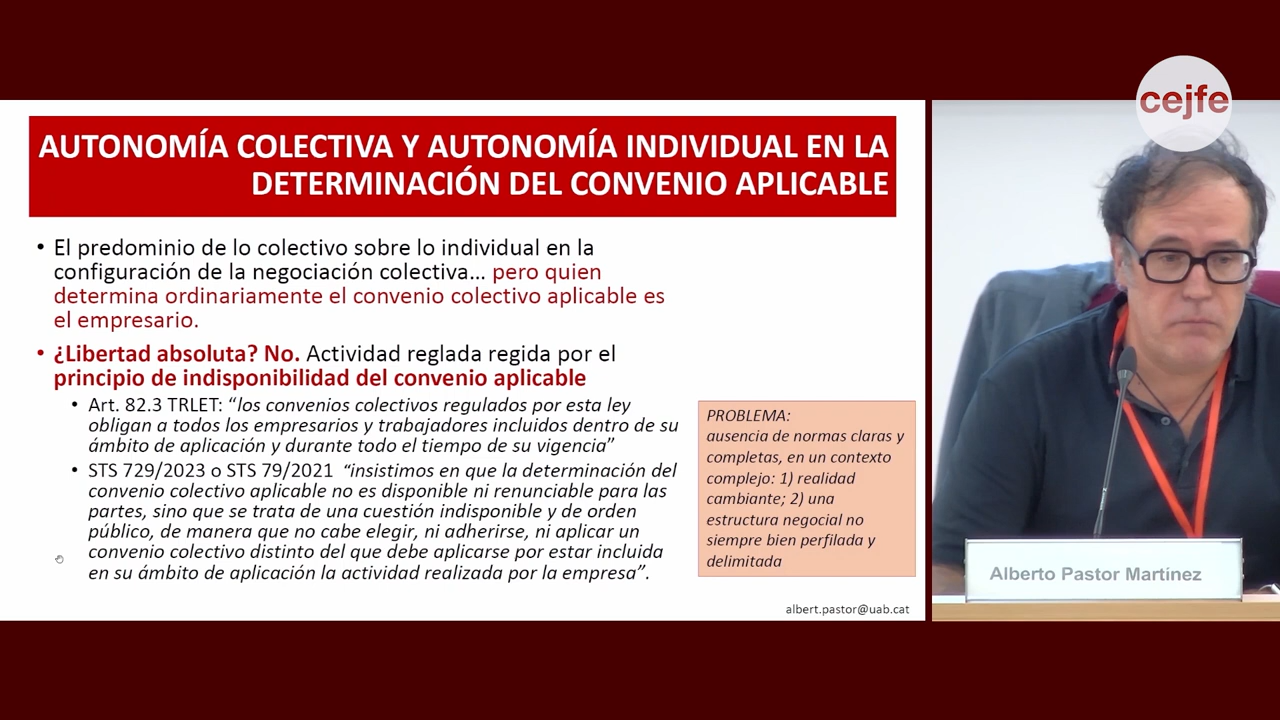 cejfe
AUTONOMÍA COLECTIVA Y AUTONOMÍA INDIVIDUAL EN LA
DETERMINACIÓN DEL CONVENIO APLICABLE
• El predominio de lo colectivo sobre lo individual en la
configuración de la negociación colectiva... pero quien
determina ordinariamente el convenio colectivo aplicable es
el empresario.
• ¿Libertad absoluta? No. Actividad reglada regida por el
principio de indisponibilidad del convenio aplicable
• Art. 82.3 TRLET: “los convenios colectivos regulados por esta ley
obligan a todos los empresarios y trabajadores incluidos dentro de su
ámbito de aplicación y durante todo el tiempo de su vigencia”
• STS 729/2023 o STS 79/2021 “insistimos en que la determinación del
convenio colectivo aplicable no es disponible ni renunciable para las
partes, sino que se trata de una cuestión indisponible y de orden
público, de manera que no cabe elegir, ni adherirse, ni aplicar un
convenio colectivo distinto del que debe aplicarse por estar incluida
en su ámbito de aplicación la actividad realizada por la empresa”.
PROBLEMA:
ausencia de normas claras y
completas, en un contexto
complejo: 1) realidad
cambiante; 2) una
estructura negocial no
siempre bien perfilada y
delimitada
albert.pastor@uab.cat
Alberto Pastor Martínez